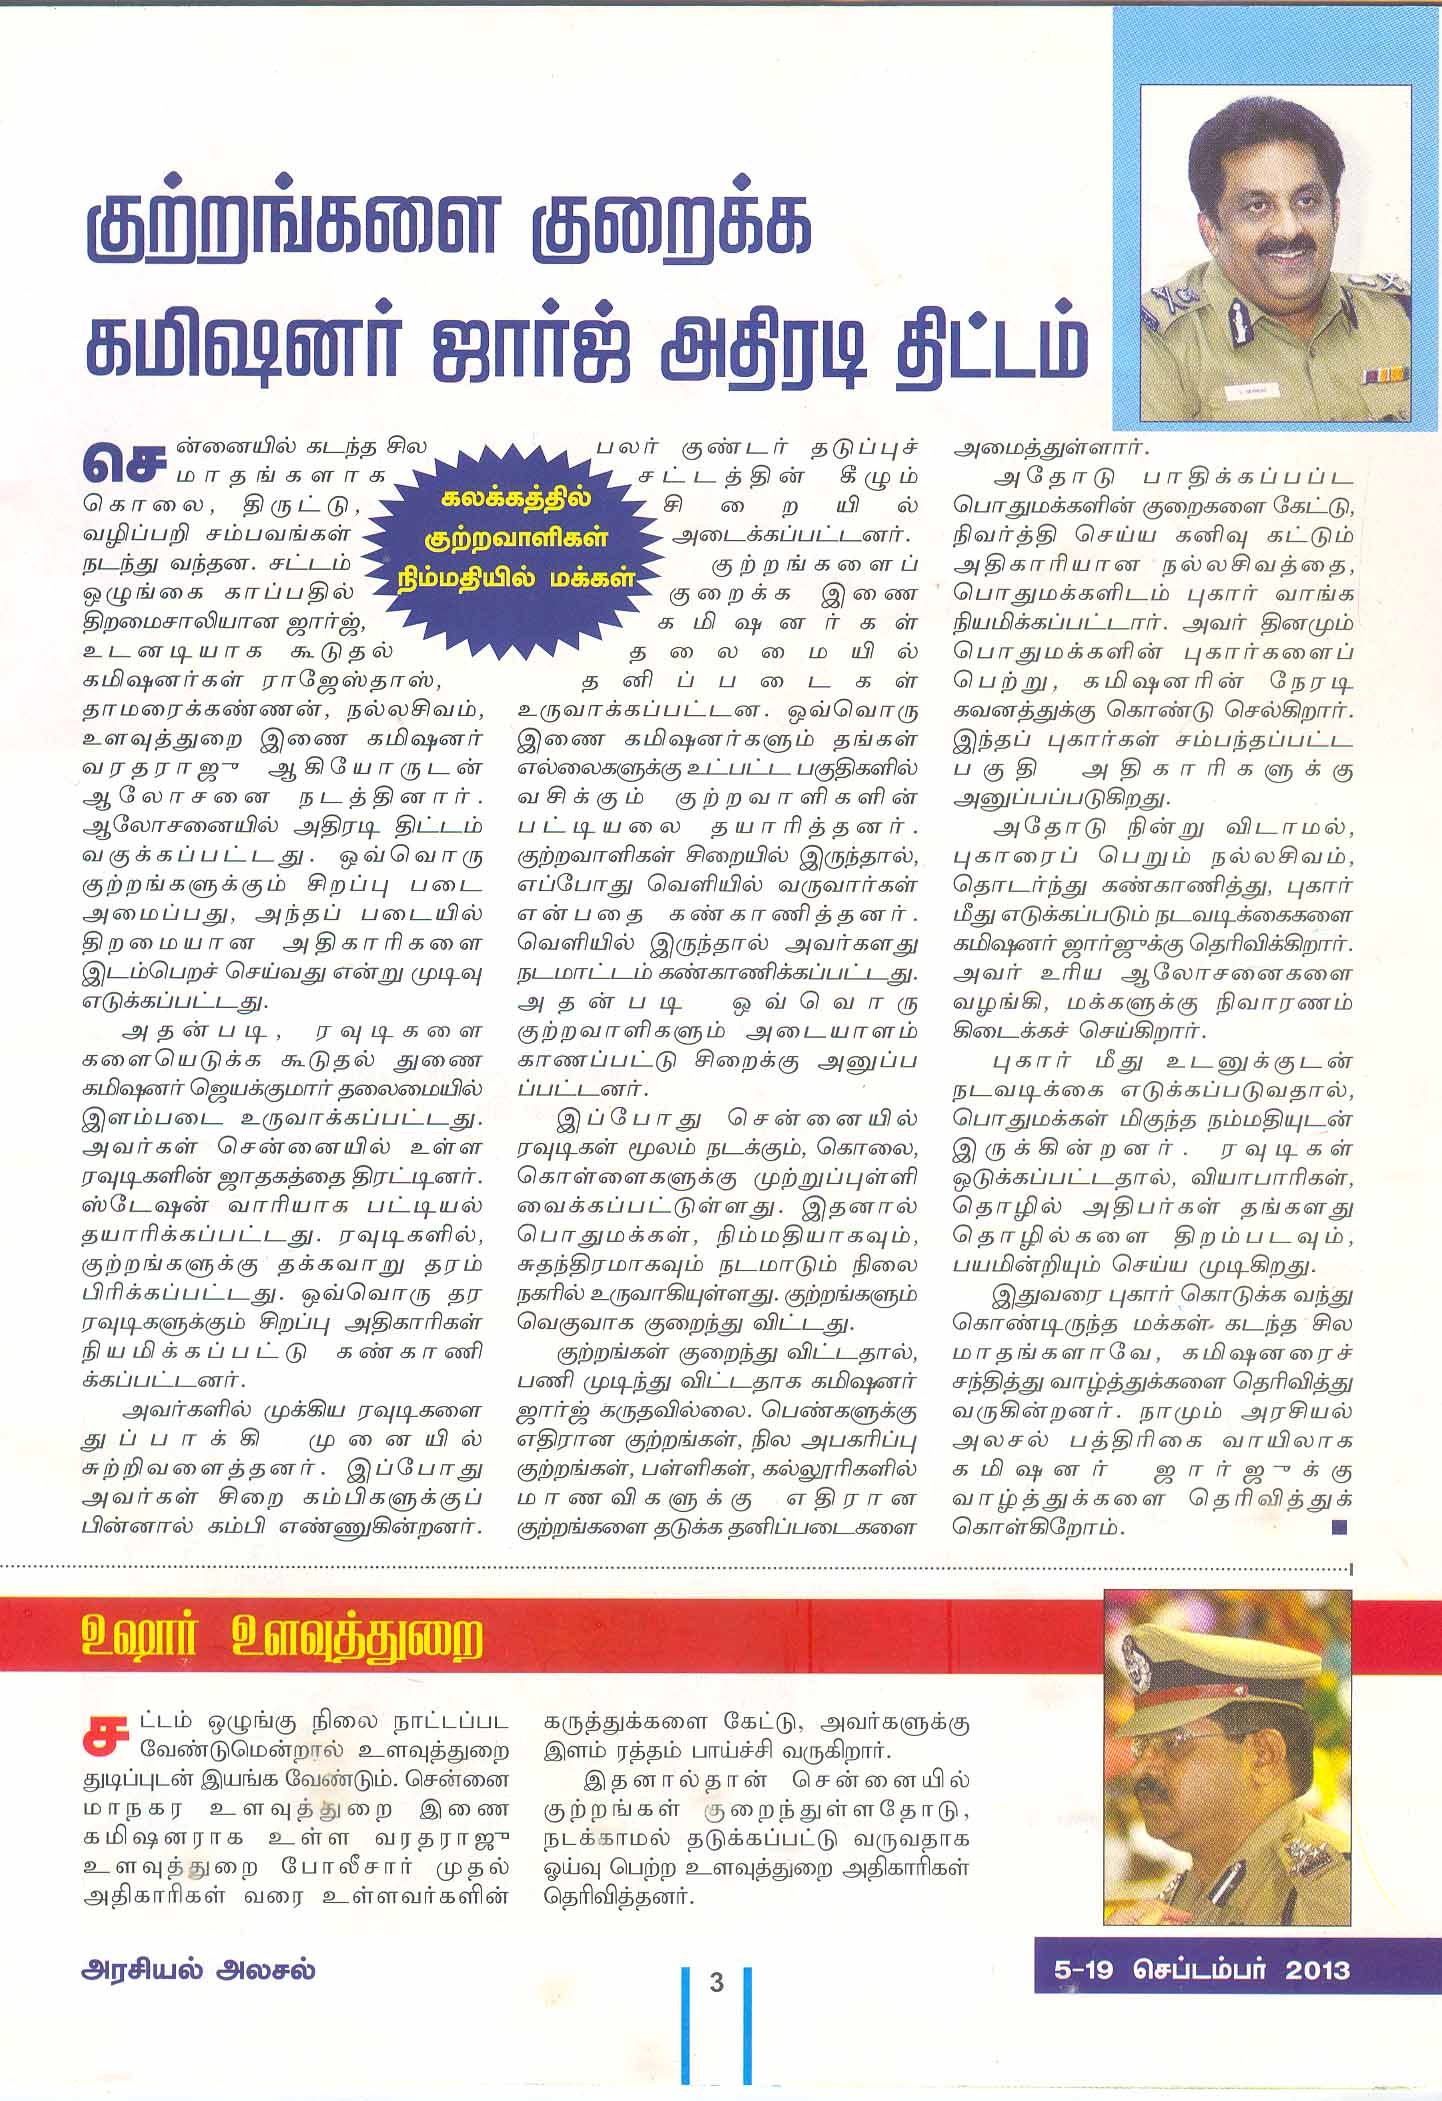 குற்றங்களை குறைக்க
கமிஷனர் ஜார்ஜ் அதிரடி திட்டம்
கலக்கத்தில்
குற்றவாளிகள்
நிம்மதியில் மக்கள்
சென்னையில் கடந்த சில
மாதங்களாக
கொலை, திருட்டு,
வழிப்பறி சம்பவங்கள்
நடந்து வந்தன. சட்டம்
ஒழுங்கை காப்பதில்
திறமைசாலியான ஜார்ஜ்,
உடனடியாக கூடுதல்
கமிஷனர்கள் ராஜேஸ்தாஸ்,
தாமரைக்கண்ணன், நல்லசிவம்,
உளவுத்துறை இணை கமிஷனர்
வரதராஜு ஆகியோருடன்
ஆலோசனை நடத்தினார்.
ஆலோசனையில் அதிரடி திட்டம்
வகுக்கப்பட்டது. ஒவ்வொரு
குற்றங்களுக்கும் சிறப்பு படை
அமைப்பது, அந்தப் படையில்
திறமையான அதிகாரிகளை
இடம்பெறச் செய்வது என்று முடிவு
எடுக்கப்பட்டது.
அதன்படி, ரவுடிகளை
களையெடுக்க கூடுதல் துணை
கமிஷனர் ஜெயக்குமார் தலைமையில்
இளம்படை உருவாக்கப்பட்டது.
அவர்கள் சென்னையில் உள்ள
ரவுடிகளின் ஜாதகத்தை திரட்டினர்.
ஸ்டேஷன் வாரியாக பட்டியல்
தயாரிக்கப்பட்டது. ரவுடிகளில்,
குற்றங்களுக்கு தக்கவாறு தரம்
பிரிக்கப்பட்டது. ஒவ்வொரு தர
ரவுடிகளுக்கும் சிறப்பு அதிகாரிகள்
நியமிக்கப்பட்டு கண்காணி
க்கப்பட்டனர்.
அவர்களில் முக்கிய ரவுடிகளை
துப்பாக்கி முனையில்
சுற்றிவளைத்தனர். இப்போது
அவர்கள் சிறை கம்பிகளுக்குப்
பின்னால் கம்பி எண்ணுகின்றனர்.
பலர் குண்டர் தடுப்புச்
சட்டத்தின் கீழும்
சிறையில்
அடைக்கப்பட்டனர்.
குற்றங்களைப்
குறைக்க இணை
கமிஷனர்கள்
தலைமையில்
தனிப்படைகள்
உருவாக்கப்பட்டன. ஒவ்வொரு
இணை கமிஷனர்களும் தங்கள்
எல்லைகளுக்கு உட்பட்ட பகுதிகளில்
வசிக்கும் குற்றவாளிகளின்
பட்டியலை தயாரித்தனர்.
குற்றவாளிகள் சிறையில் இருந்தால்,
எப்போது வெளியில் வருவார்கள்
என்பதை கண்காணித்தனர்.
வெளியில் இருந்தால் அவர்களது
நடமாட்டம் கண்காணிக்கப்பட்டது.
அதன்படி ஒவ்வொரு
குற்றவாளிகளும் அடையாளம்
காணப்பட்டு சிறைக்கு அனுப்ப
ப்பட்டனர்.
இப்போது சென்னையில்
ரவுடிகள் மூலம் நடக்கும், கொலை,
கொள்ளைகளுக்கு முற்றுப்புள்ளி
வைக்கப்பட்டுள்ளது. இதனால்
பொதுமக்கள், நிம்மதியாகவும்,
சுதந்திரமாகவும் நடமாடும் நிலை
நகரில் உருவாகியுள்ளது. குற்றங்களும்
வெகுவாக குறைந்து விட்டது.
குற்றங்கள் குறைந்து விட்டதால்,
பணி முடிந்து விட்டதாக கமிஷனர்
ஜார்ஜ் கருதவில்லை. பெண்களுக்கு
எதிரான குற்றங்கள், நில அபகரிப்பு
குற்றங்கள், பள்ளிகள், கல்லூரிகளில்
மாணவிகளுக்கு எதிரான
குற்றங்களை தடுக்க தனிப்படைகளை
அமைத்துள்ளார்.
அதோடு பாதிக்கப்பபட்ட
பொதுமக்களின் குறைகளை கேட்டு,
நிவர்த்தி செய்ய கனிவு கட்டும்
அதிகாரியான நல்லசிவத்தை,
பொதுமக்களிடம் புகார் வாங்க
நியமிக்கப்பட்டார். அவர் தினமும்
பொதுமக்களின் புகார்களைப்
பெற்று, கமிஷனரின் நேரடி
கவனத்துக்கு கொண்டு செல்கிறார்.
இந்தப் புகார்கள் சம்பந்தப்பட்ட
பகுதி அதிகாரிகளுக்கு
அனுப்பப்படுகிறது.
அதோடு நின்று விடாமல்,
புகாரைப் பெறும் நல்லசிவம்,
தொடர்ந்து கண்காணித்து, புகார்
மீது எடுக்கப்படும் நடவடிக்கைகளை
கமிஷனர் ஜார்ஜுக்கு தெரிவிக்கிறார்.
அவர் உரிய ஆலோசனைகளை
வழங்கி, மக்களுக்கு நிவாரணம்
கிடைக்கச் செய்கிறார்.
புகார் மீது உடனுக்குடன்
நடவடிக்கை எடுக்கப்படுவதால்,
பொதுமக்கள் மிகுந்த நம்மதியுடன்
இருக்கின்றனர். ரவுடிகள்
ஒடுக்கப்பட்டதால், வியாபாரிகள்,
தொழில் அதிபர்கள் தங்களது
தொழில்களை திறம்படவும்,
பயமின்றியும் செய்ய முடிகிறது.
இதுவரை புகார் கொடுக்க வந்து
கொண்டிருந்த மக்கள் கடந்த சில
மாதங்களாவே, கமிஷனரைச்
சந்தித்து வாழ்த்துக்களை தெரிவித்து
வருகின்றனர். நாமும் அரசியல்
அலசல் பத்திரிகை வாயிலாக
கமிஷனர் ஜார்ஜுக்கு
வாழ்த்துக்களை தெரிவித்துக்
கொள்கிறோம்.
உஷார் உளவுத்துறை
சட்டம் ஒழுங்கு நிலை நாட்டப்பட
வேண்டுமென்றால் உளவுத்துறை
துடிப்புடன் இயங்க வேண்டும். சென்னை
மாநகர உளவுத்துறை இணை
கமிஷனராக உள்ள வரதராஜு
உளவுத்துறை போலீசார் முதல்
அதிகாரிகள் வரை உள்ளவர்களின்
கருத்துக்களை கேட்டு, அவர்களுக்கு
இளம் ரத்தம் பாய்ச்சி வருகிறார்.
இதனால்தான் சென்னையில்
குற்றங்கள் குறைந்துள்ளதோடு,
நடக்காமல் தடுக்கப்பட்டு வருவதாக
ஓய்வு பெற்ற உளவுத்துறை அதிகாரிகள்
தெரிவித்தனர்.
அரசியல் அலசல்
3
5-19 செப்டம்பர் 2013